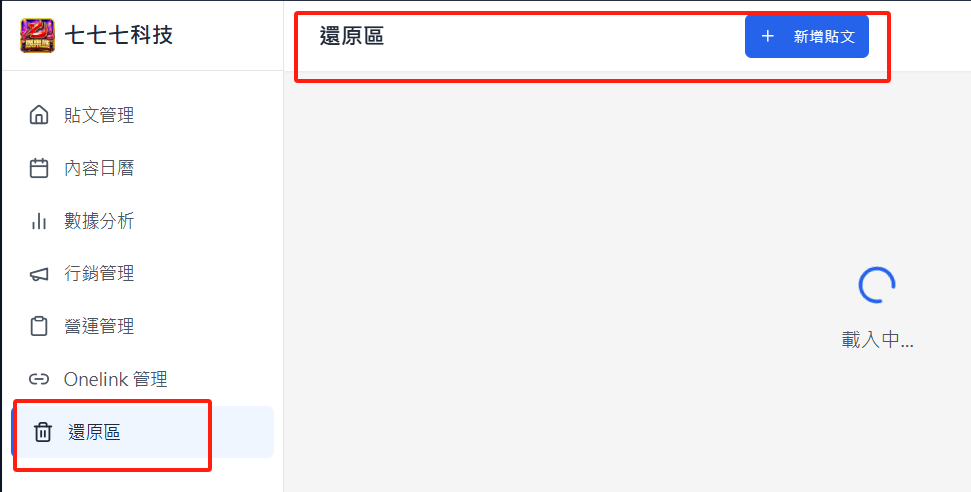 七七七科技
還原區
+ 新增貼文
貼文管理
內容日曆
數據分析
行銷管理
營運管理
Onelink 管理
還原區
載入中...